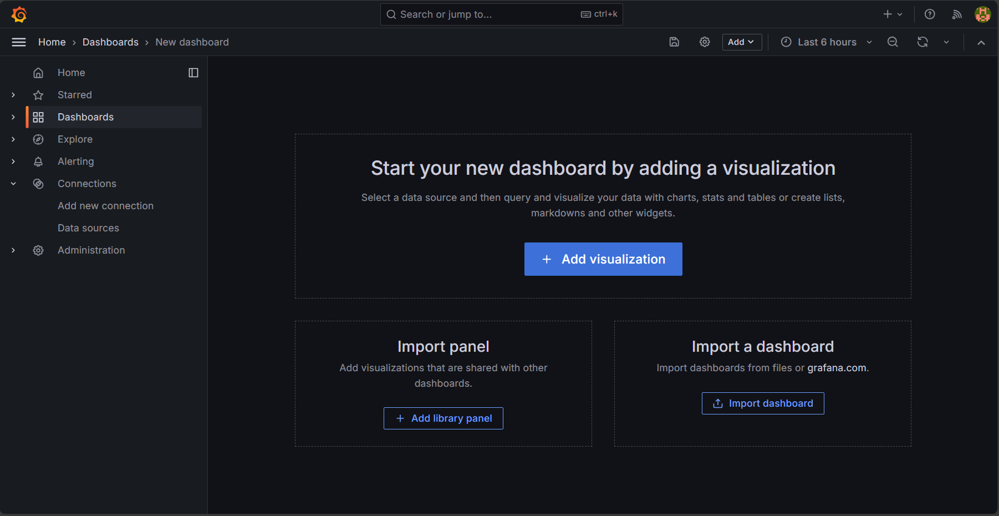 Search or jump to...
ctrl+k
Home
Dashboards
New dashboard
Add
Last 6 hours
Home
Starred
Dashboards
Explore
Alerting
Connections
Add new connection
Data sources
Administration
Start your new dashboard by adding a visualization
Select a data source and then query and visualize your data with charts, stats and tables or create lists,
markdowns and other widgets.
Add visualization
Import panel
Add visualizations that are shared with other
dashboards.
Add library panel
Import a dashboard
Import dashboards from files or grafana.com.
Import dashboard